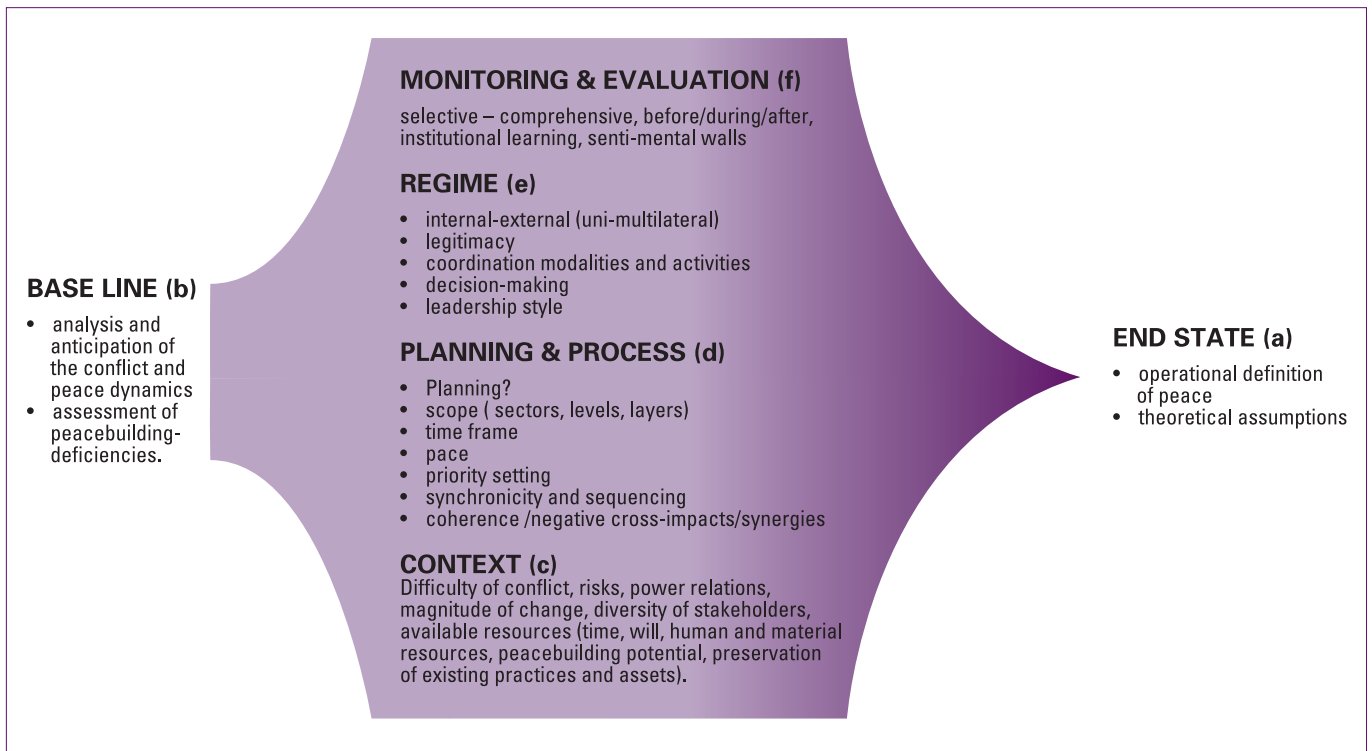 MONITORING & EVALUATION (f)
selective – comprehensive, before/during/after,
institutional learning, senti-mental walls
REGIME (e)
• internal-external (uni-multilateral)
• legitimacy
• coordination modalities and activities
• decision-making
• leadership style
BASE LINE (b)
• analysis and
anticipation of
the conflict and
peace dynamics
• assessment of
peacebuilding-
deficiencies.
PLANNING & PROCESS (d)
• Planning?
• scope ( sectors, levels, layers)
• time frame
• pace
• priority setting
• synchronicity and sequencing
• coherence /negative cross-impacts/synergies
CONTEXT (c)
Difficulty of conflict, risks, power relations,
magnitude of change, diversity of stakeholders,
available resources (time, will, human and material
resources, peacebuilding potential, preservation
of existing practices and assets).
END STATE (a)
• operational definition
of peace
• theoretical assumptions